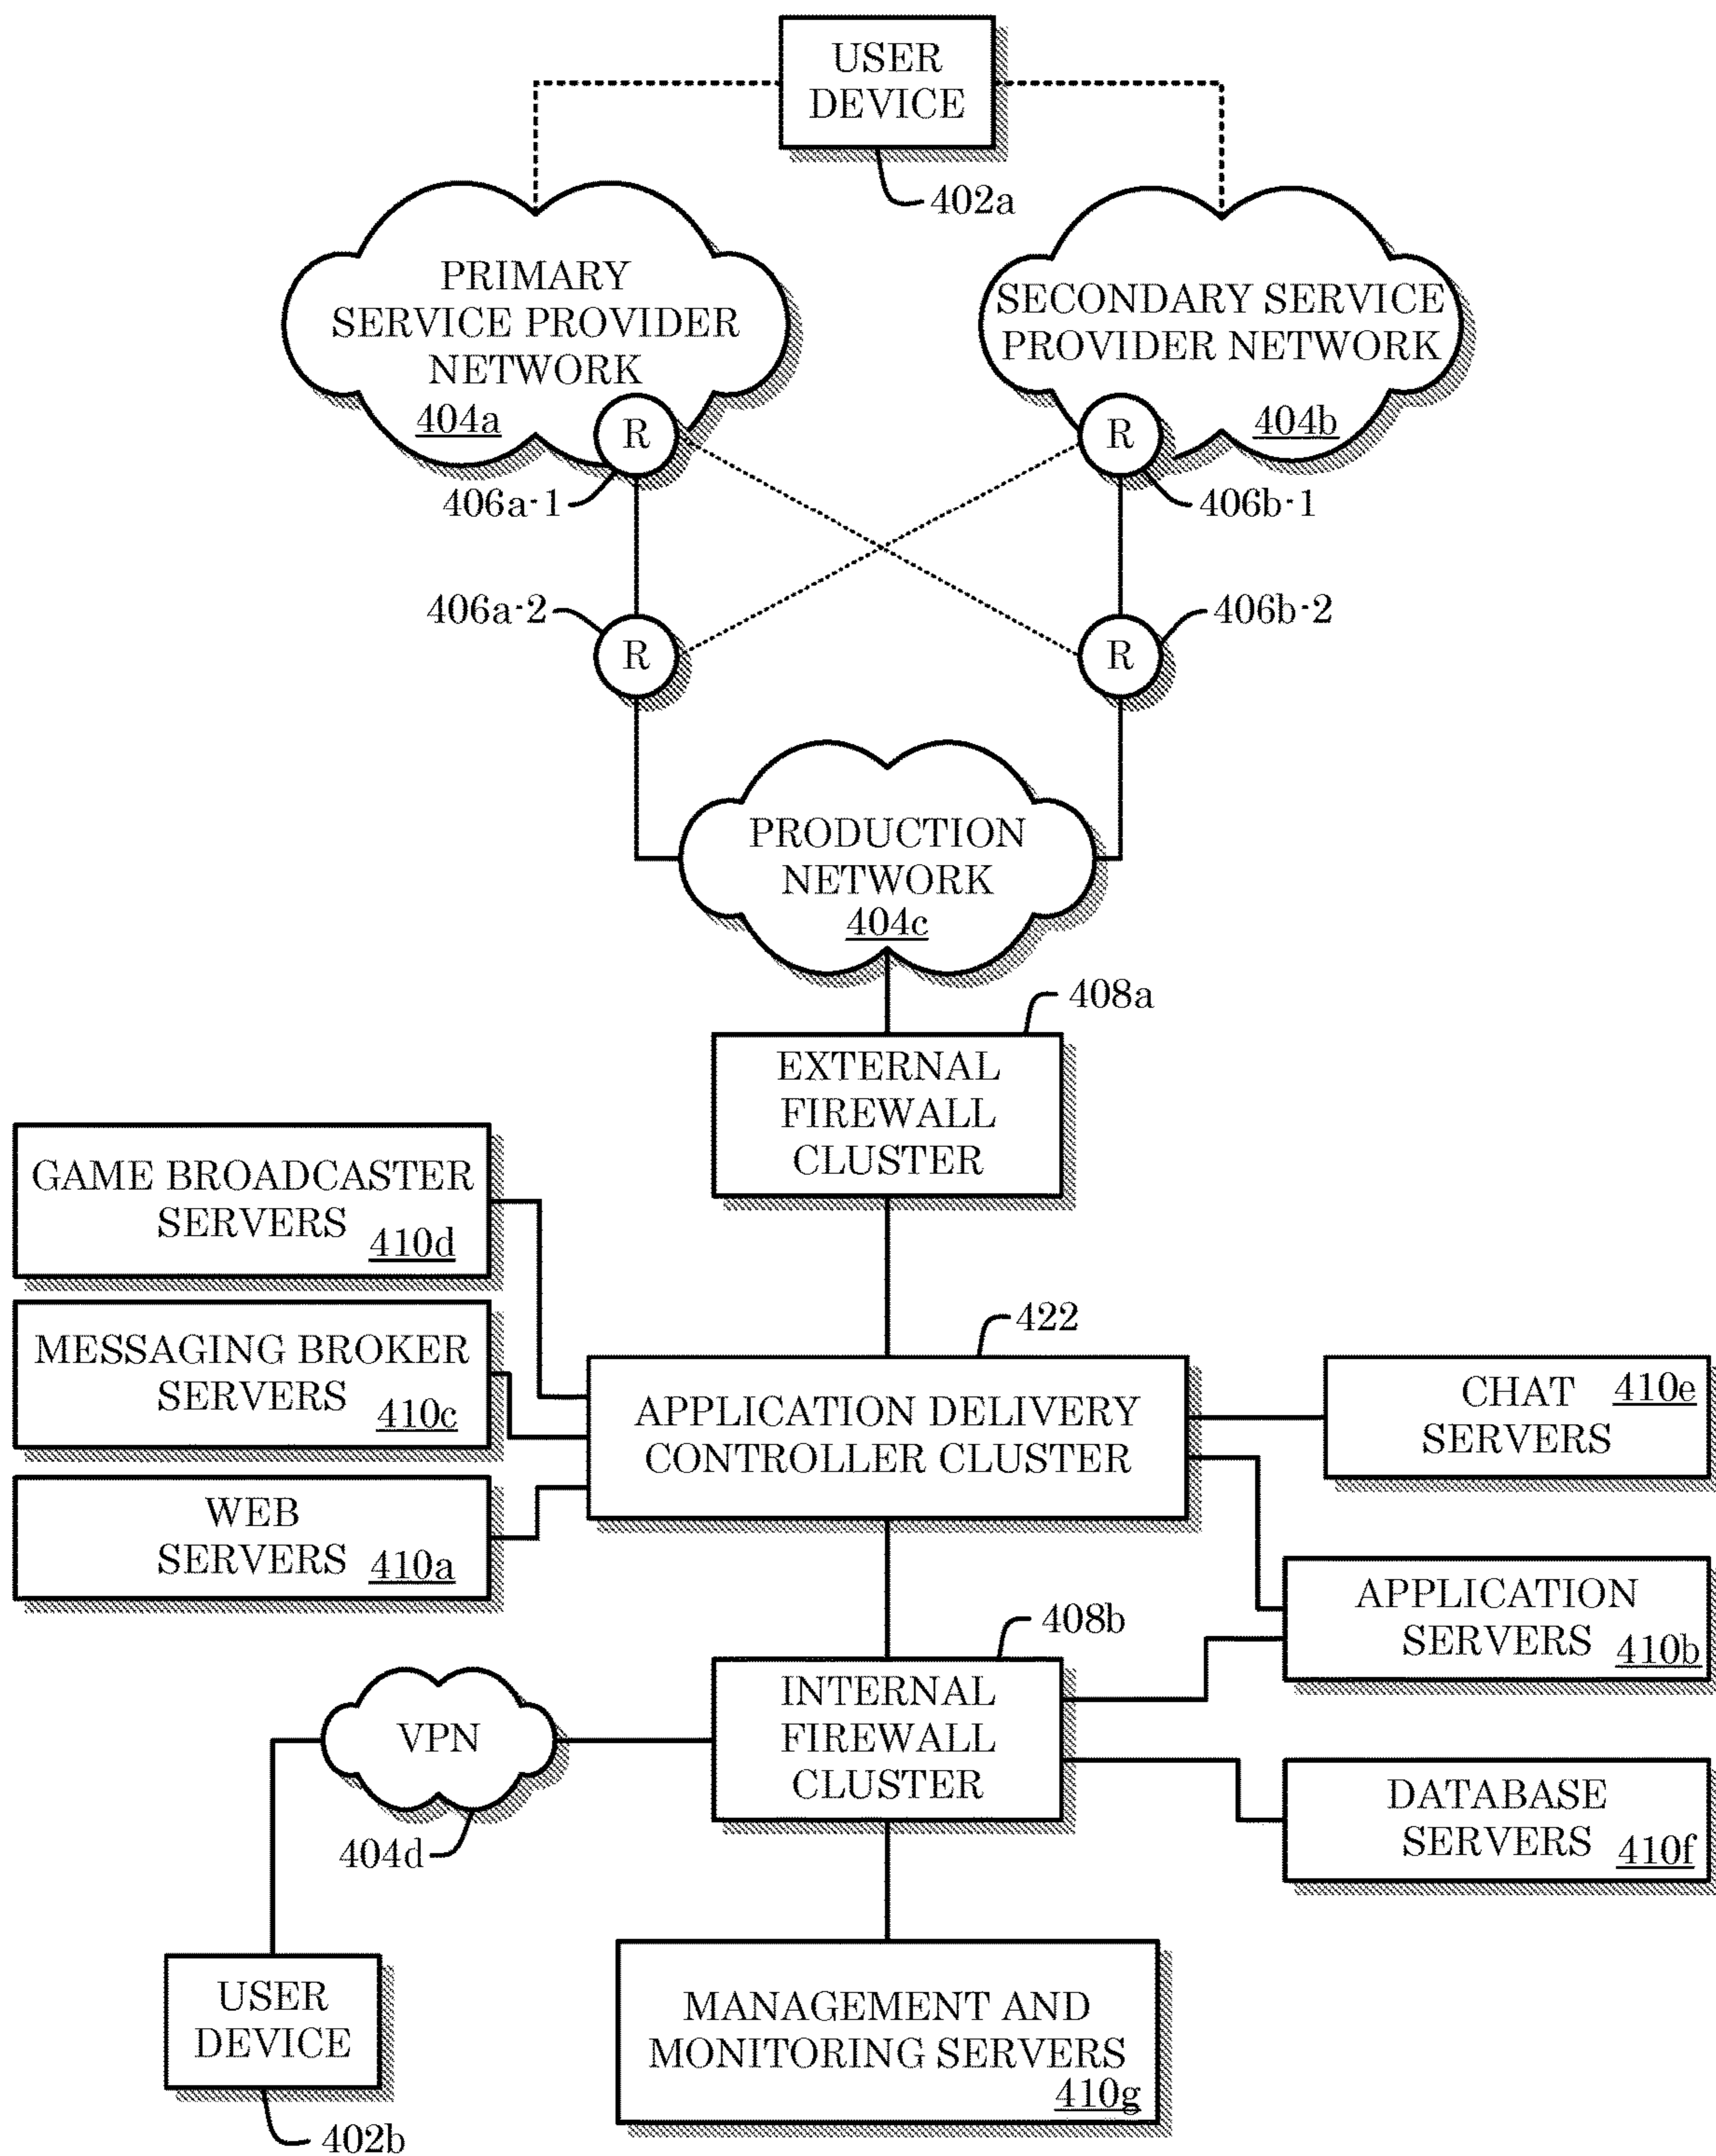 USER
DEVICE
402a
PRIMARY
SERVICE PROVIDER
NETWORK
404a
SECONDARY SERVICE
PROVIDER NETWORK
404b
R
R
406a-1
406b-1
406a-2
406b-2
R
R
PRODUCTION
NETWORK
404c
408a
EXTERNAL
FIREWALL
CLUSTER
GAME BROADCASTER
SERVERS
410d
MESSAGING BROKER
SERVERS
410c
WEB
SERVERS
410a
422
APPLICATION DELIVERY
CONTROLLER CLUSTER
CHAT
SERVERS
410e
APPLICATION
SERVERS
410b
408b
INTERNAL
FIREWALL
CLUSTER
VPN
404d
DATABASE
SERVERS
410f
USER
DEVICE
402b
MANAGEMENT AND
MONITORING SERVERS
410g